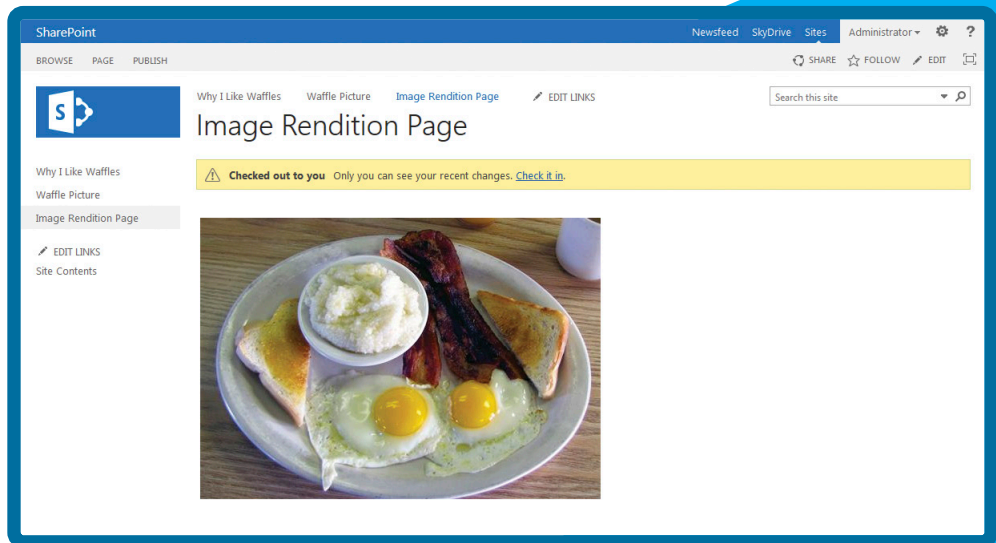 SharePoint Newsfeed SkyDrive Sites Administrator ?
BROWSE PAGE PUBLISH SHARE FOLLOW EDIT
S
Why I Like Waffles Waffle Picture Image Rendition Page EDIT LINKS Search this site
Image Rendition Page
Checked out to you Only you can see your recent changes. Check it in.
Why I Like Waffles
Waffle Picture
Image Rendition Page
EDIT LINKS
Site Contents